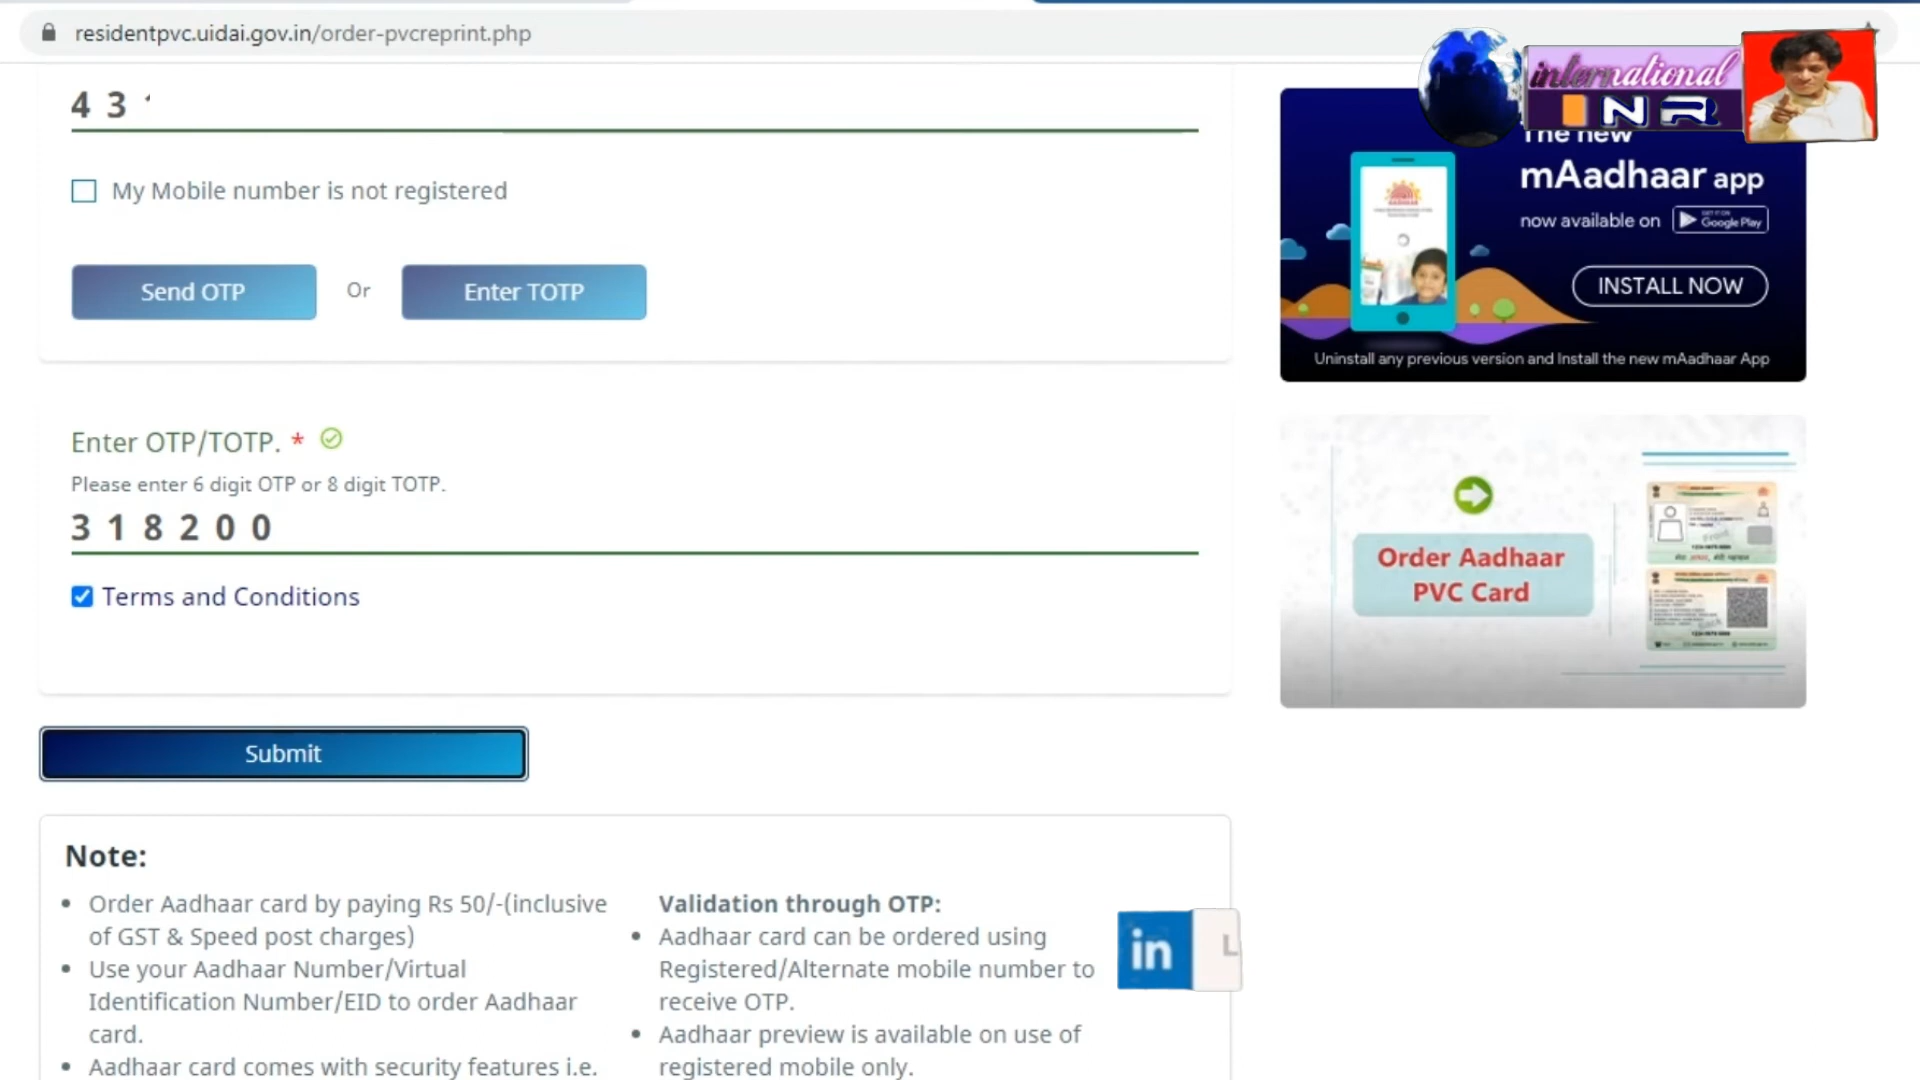 residentpvc.uidai.gov.in/order-pvcreprint.php
international
INR
4 3
My Mobile number is not registered
Send OTP
Or
Enter TOTP
Enter OTP/TOTP. *
Please enter 6 digit OTP or 8 digit TOTP.
3 1 8 2 0 0
Terms and Conditions
Submit
Note:
Order Aadhaar card by paying Rs 50/-(inclusive
of GST & Speed post charges)
Use your Aadhaar Number/Virtual
Identification Number/EID to order Aadhaar
card.
Aadhaar card comes with security features i.e.
Validation through OTP:
Aadhaar card can be ordered using
Registered/Alternate mobile number to
receive OTP.
Aadhaar preview is available on use of
registered mobile only.
in
L
The new
mAadhaar app
now available on
GET IT ON
Google Play
INSTALL NOW
Uninstall any previous version and Install the new mAadhaar App
Order Aadhaar
PVC Card